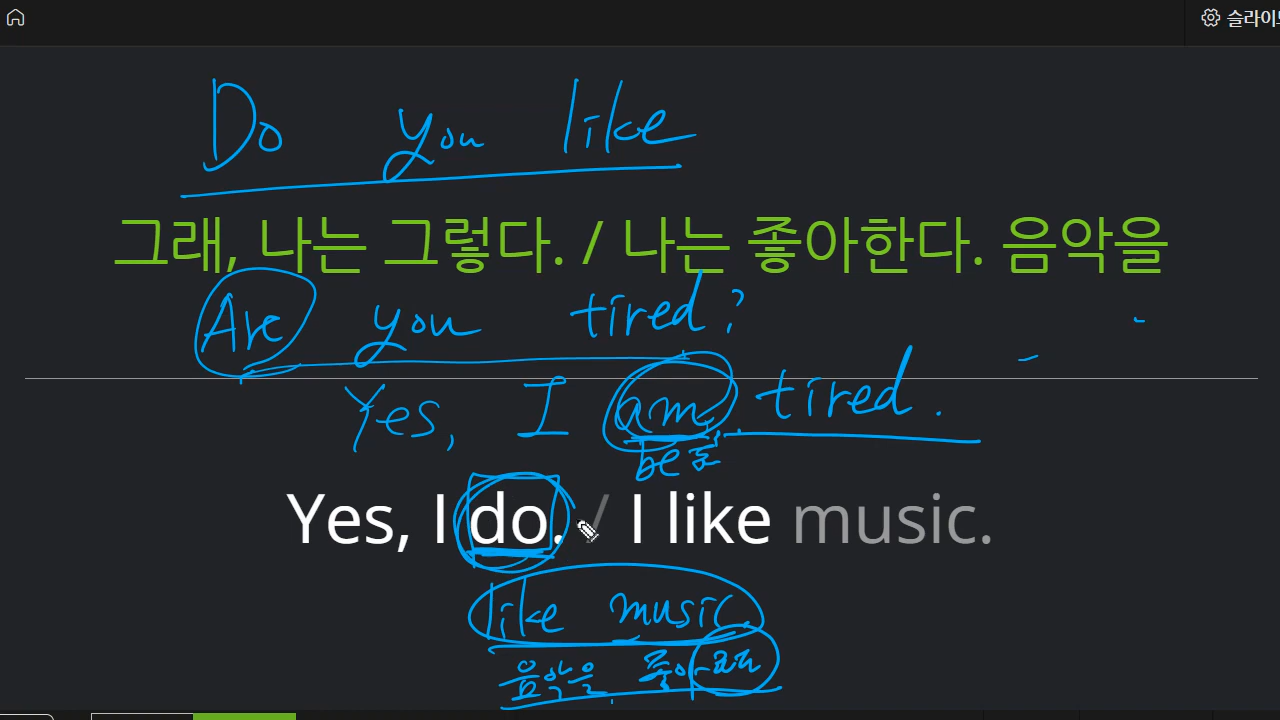 슬라이드
Do you like
그래, 나는 그렇다. / 나는 좋아한다. 음악을
Are you tired?
Yes, I am tired.
be동
Yes, I do. / I like music.
like music.
음악을 좋아